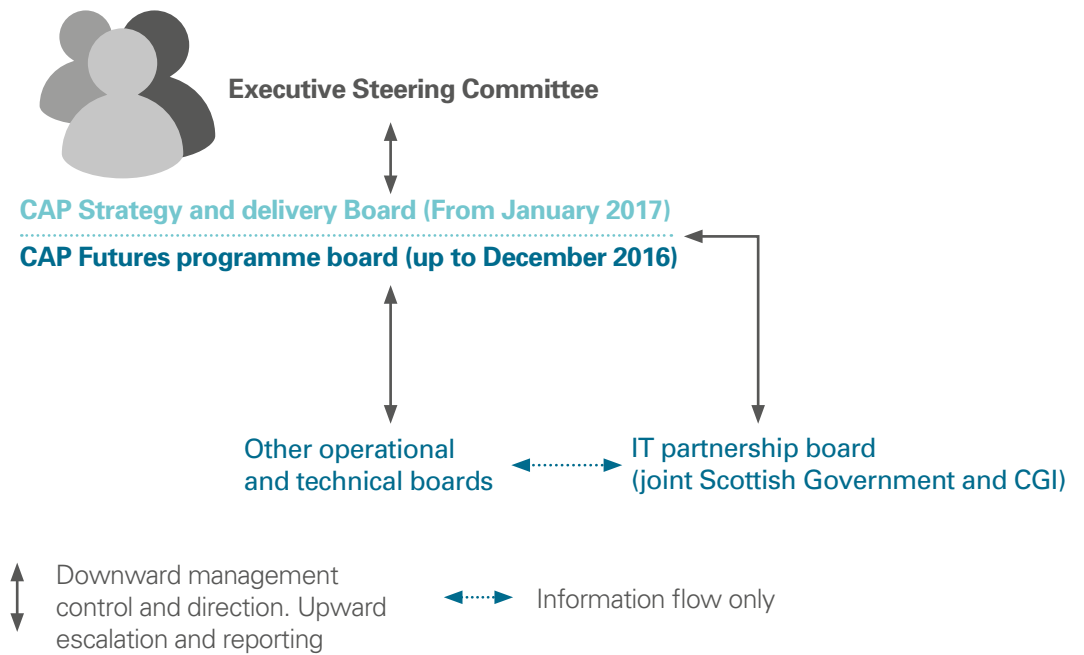 Executive Steering Committee
CAP Strategy and delivery Board (From January 2017)
CAP Futures programme board (up to December 2016)
Other operational
and technical boards
IT partnership board
(joint Scottish Government and CGI)
Downward management
control and direction. Upward
escalation and reporting
Information flow only